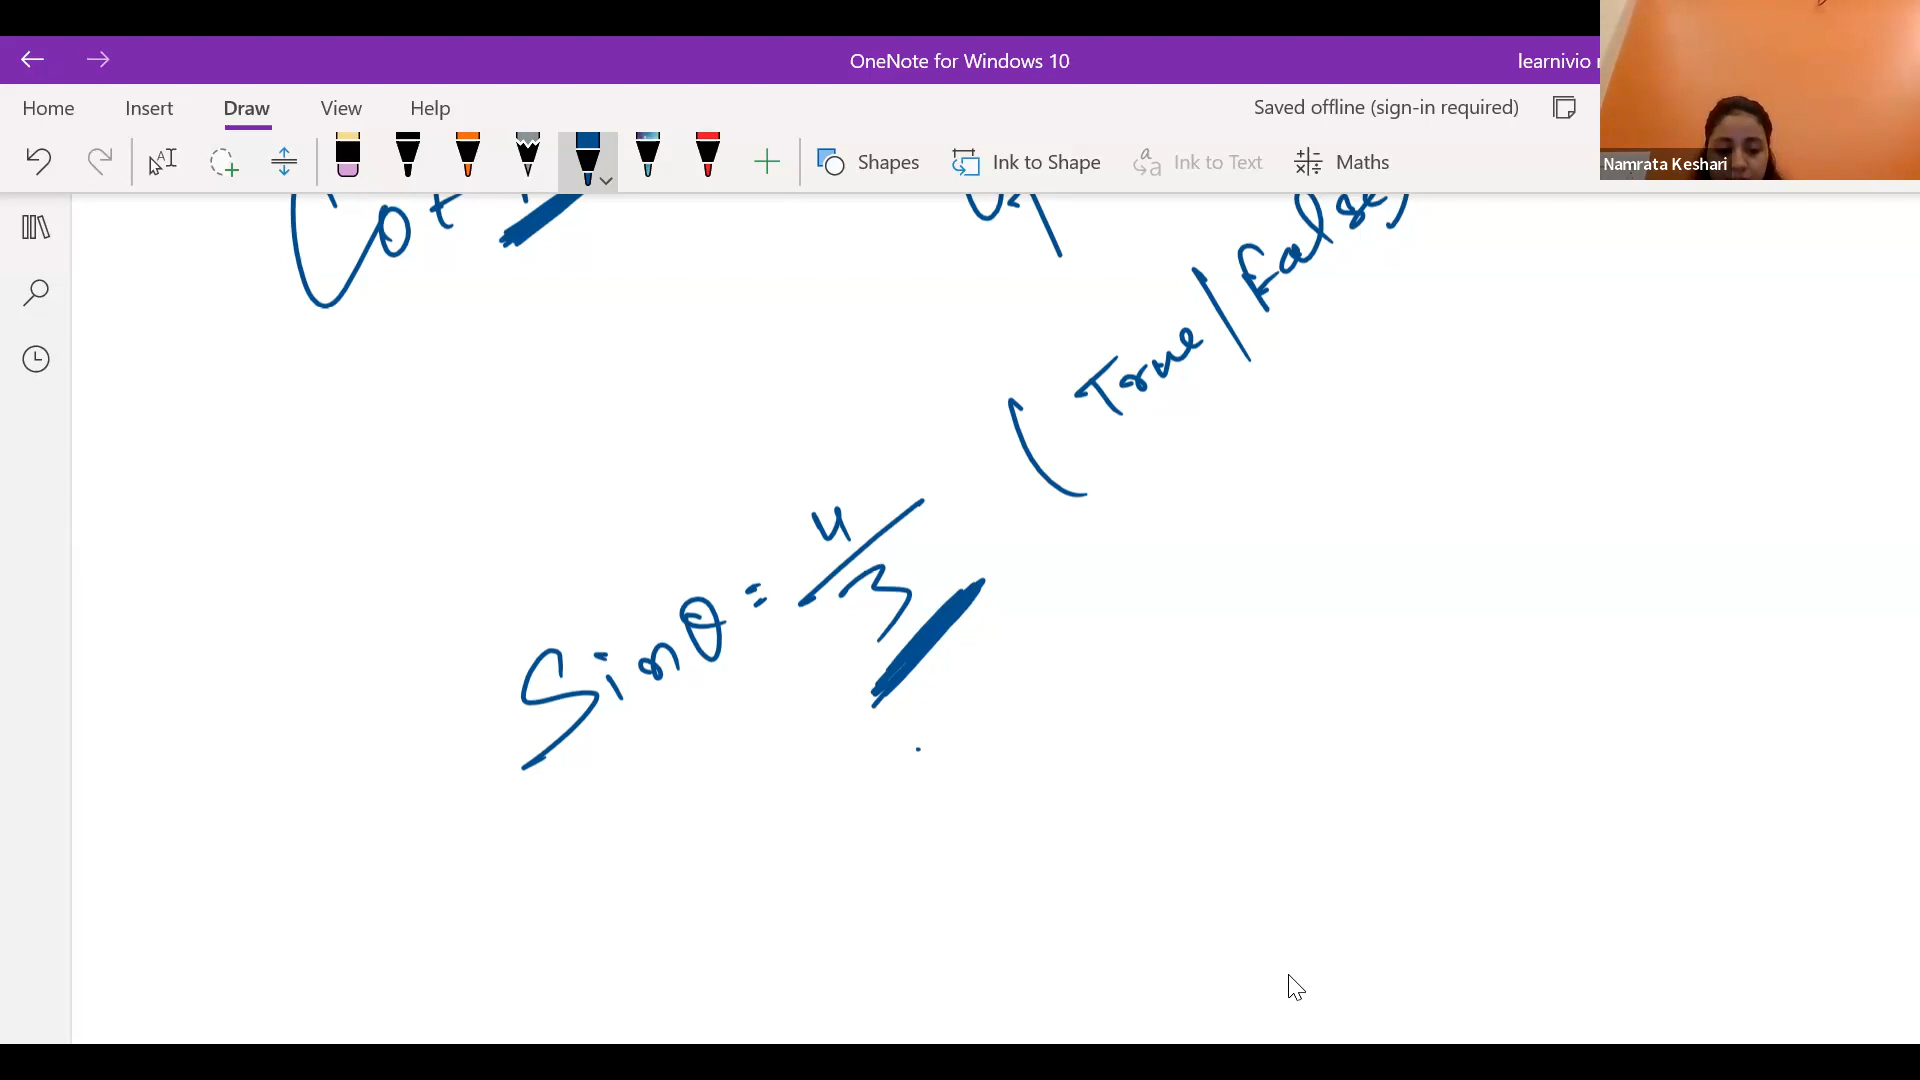 OneNote for Windows 10
learnivio
Home Insert Draw View Help
Saved offline (sign-in required)
Shapes Ink to Shape Ink to Text Maths
Namrata Keshari
Cot
(True/False)
Sinθ = 4/3